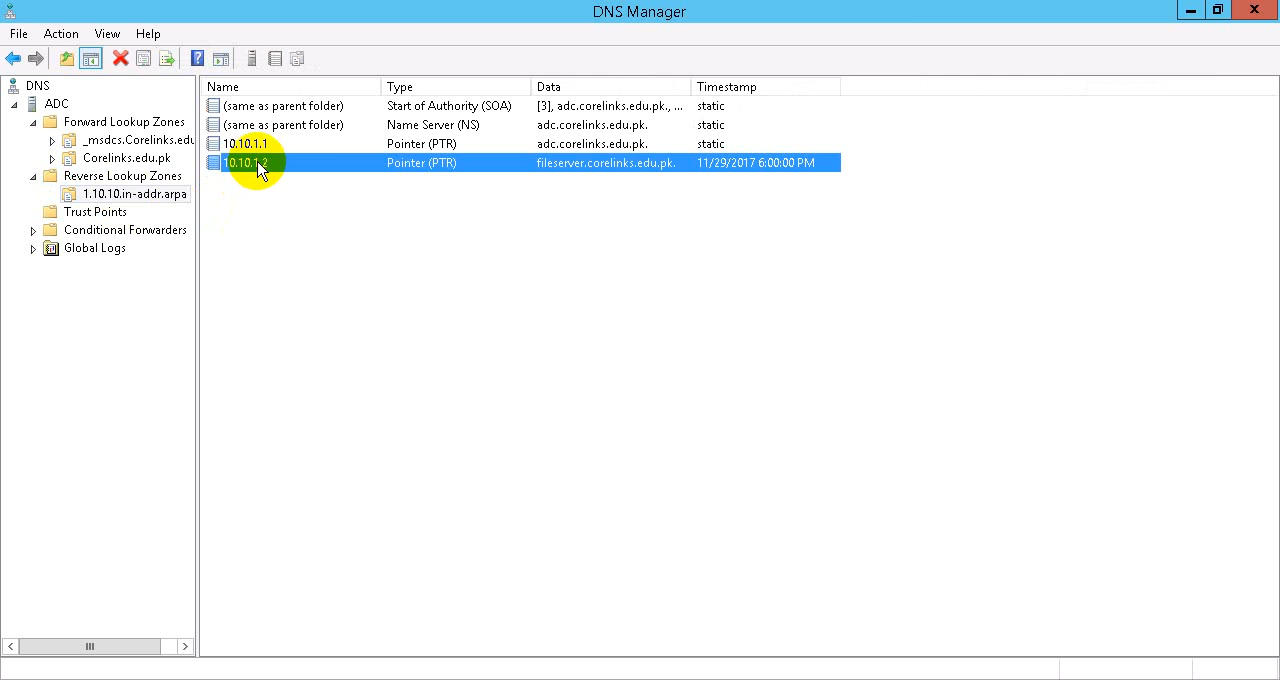 DNS Manager
File Action View Help
DNS
ADC
Forward Lookup Zones
_msdcs.Corelinks.edu
Corelinks.edu.pk
Reverse Lookup Zones
1.10.10.in-addr.arpa
Trust Points
Conditional Forwarders
Global Logs
Name Type Data Timestamp
(same as parent folder) Start of Authority (SOA) [3], adc.corelinks.edu.pk., ... static
(same as parent folder) Name Server (NS) adc.corelinks.edu.pk. static
10.10.1.1 Pointer (PTR) adc.corelinks.edu.pk. static
10.10.1.2 Pointer (PTR) fileserver.corelinks.edu.pk. 11/29/2017 6:00:00 PM